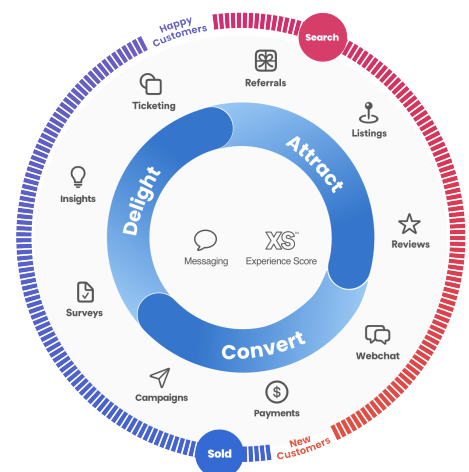 Happy
Customers
Search
Referrals
Ticketing
Listings
Attract
Delight
Insights
Reviews
XS™
Messaging
Experience Score
Surveys
Convert
Webchat
Campaigns
$
Payments
New
Customers
Sold